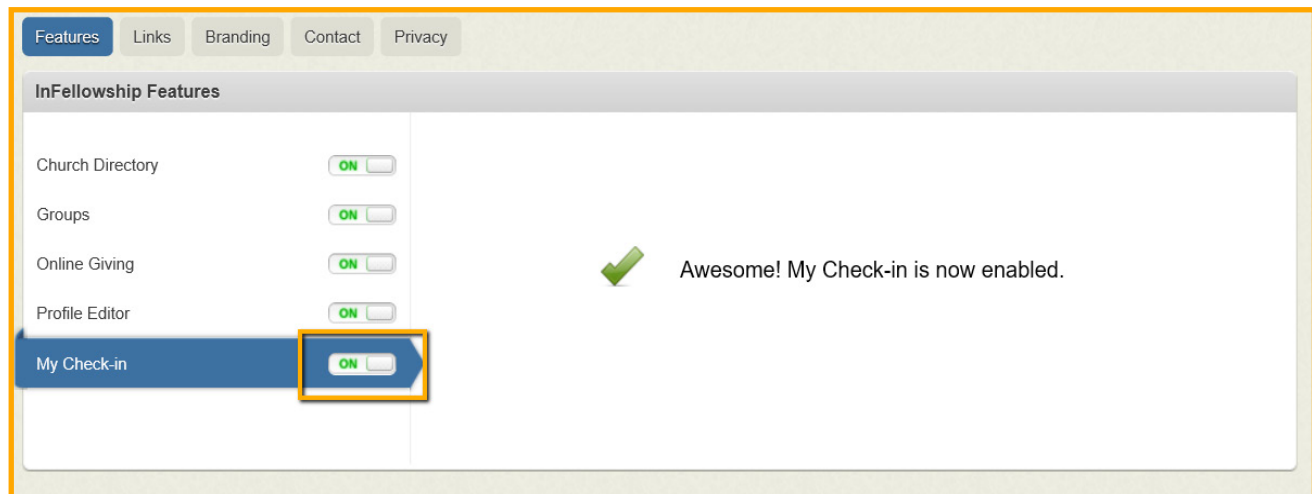 Features Links Branding Contact Privacy
InFellowship Features
Church Directory ON
Groups ON
Online Giving ON
Awesome! My Check-in is now enabled.
Profile Editor ON
My Check-in ON